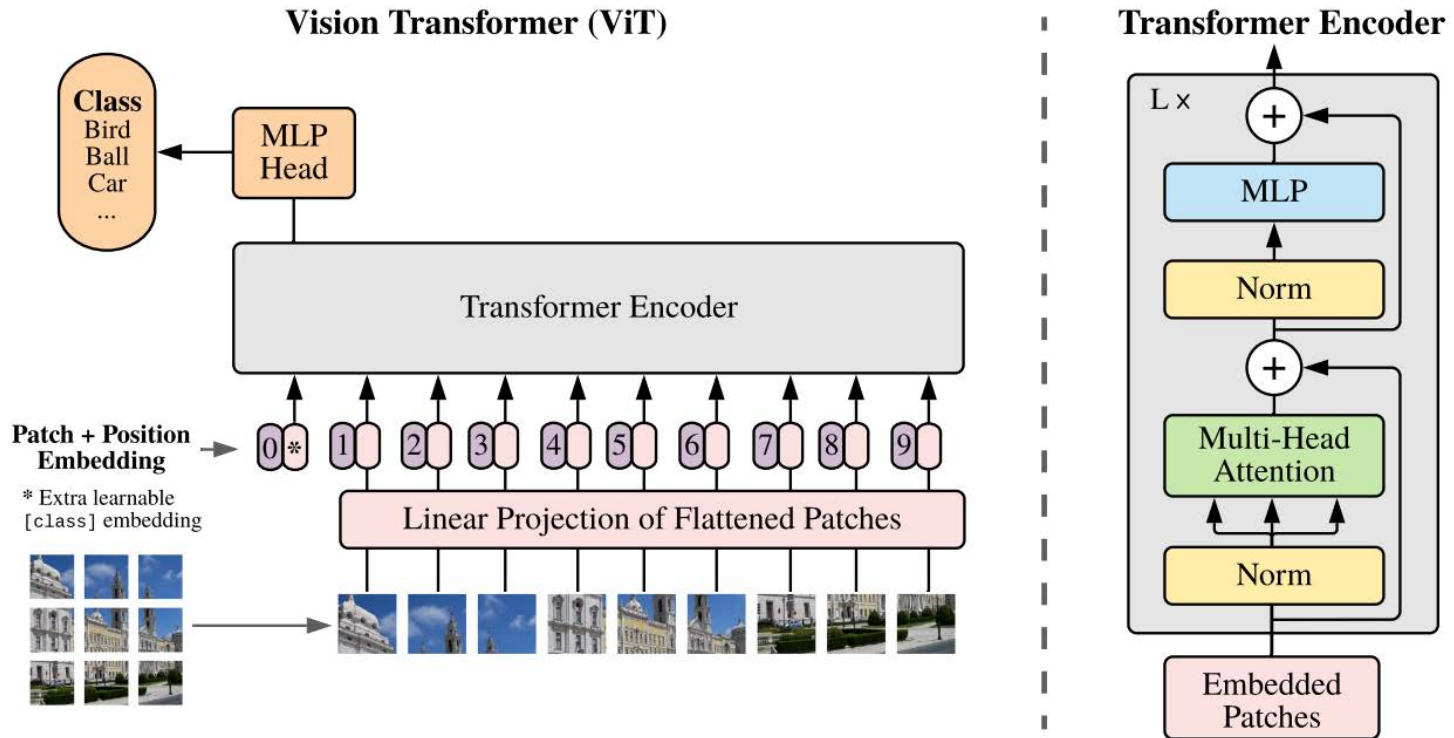 Vision Transformer (ViT)
Class
Bird
Ball
Car
...
MLP
Head
Transformer Encoder
Patch + Position
Embedding
0 * 1 2 3 4 5 6 7 8 9
* Extra learnable
[class] embedding
Linear Projection of Flattened Patches
Transformer Encoder
L ×
+
MLP
Norm
+
Multi-Head
Attention
Norm
Embedded
Patches